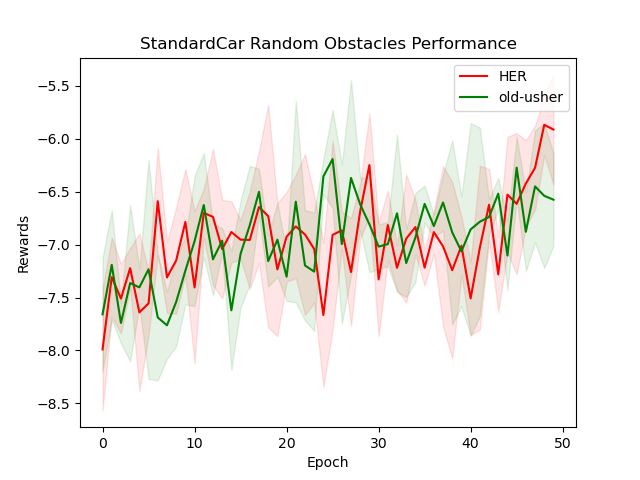 StandardCar Random Obstacles Performance
HER
old-usher
Rewards
−5.5
−6.0
−6.5
−7.0
−7.5
−8.0
−8.5
0 10 20 30 40 50
Epoch